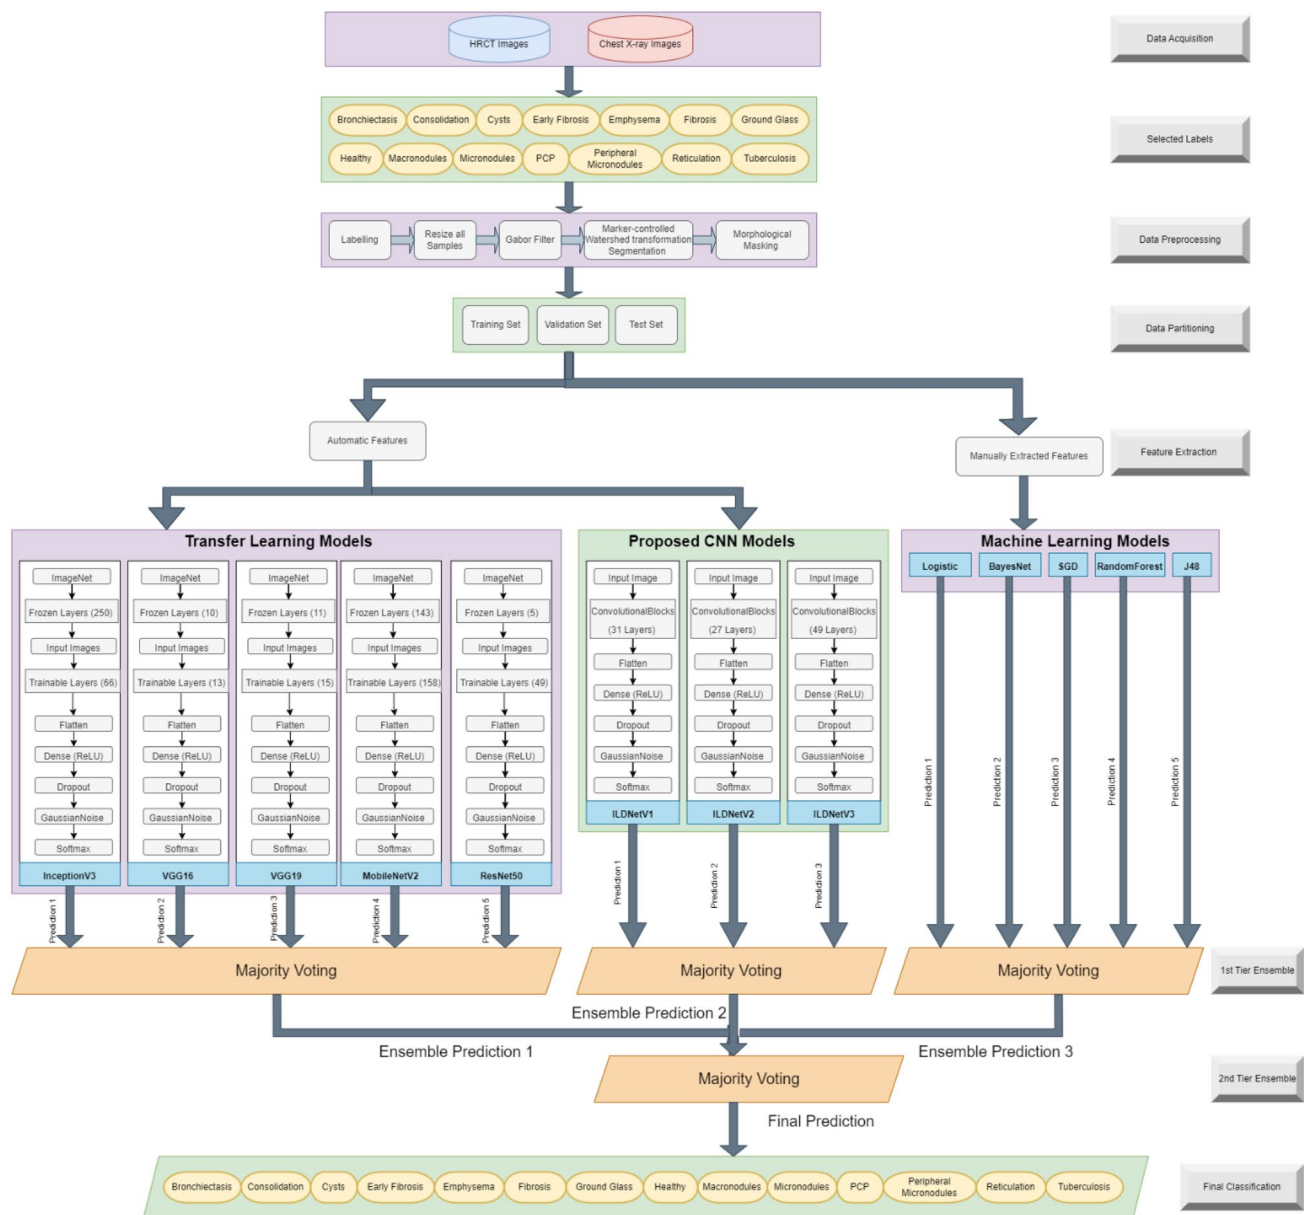 HRCT Images
Chest X-ray Images
Data Acquisition
Bronchiectasis
Consolidation
Cysts
Early Fibrosis
Emphysema
Fibrosis
Ground Glass
Selected Labels
Healthy
Macronodules
Micronodules
PCP
Peripheral
Micronodules
Reticulation
Tuberculosis
Labelling
Resize all
Samples
Gabor Filter
Marker-controlled
Watershed transformation
Segmentation
Morphological
Masking
Data Preprocessing
Training Set
Validation Set
Test Set
Data Partitioning
Automatic Features
Manually Extracted Features
Feature Extraction
Transfer Learning Models
ImageNet
Frozen Layers (250)
Input Images
Trainable Layers (66)
Flatten
Dense (ReLU)
Dropout
GaussianNoise
Softmax
InceptionV3
ImageNet
Frozen Layers (10)
Input Images
Trainable Layers (13)
Flatten
Dense (ReLU)
Dropout
GaussianNoise
Softmax
VGG16
ImageNet
Frozen Layers (11)
Input Images
Trainable Layers (15)
Flatten
Dense (ReLU)
Dropout
GaussianNoise
Softmax
VGG19
ImageNet
Frozen Layers (143)
Input Images
Trainable Layers (158)
Flatten
Dense (ReLU)
Dropout
GaussianNoise
Softmax
MobileNetV2
ImageNet
Frozen Layers (5)
Input Images
Trainable Layers (49)
Flatten
Dense (ReLU)
Dropout
GaussianNoise
Softmax
ResNet50
Proposed CNN Models
Input Image
ConvolutionalBlocks
(31 Layers)
Flatten
Dense (ReLU)
Dropout
GaussianNoise
Softmax
ILDNetV1
Input Image
ConvolutionalBlocks
(27 Layers)
Flatten
Dense (ReLU)
Dropout
GaussianNoise
Softmax
ILDNetV2
Input Image
ConvolutionalBlocks
(49 Layers)
Flatten
Dense (ReLU)
Dropout
GaussianNoise
Softmax
ILDNetV3
Machine Learning Models
Logistic
BayesNet
SGD
RandomForest
J48
Prediction 1
Prediction 2
Prediction 3
Prediction 4
Prediction 5
Prediction 1
Prediction 2
Prediction 3
Prediction 4
Prediction 5
Prediction 1
Prediction 2
Prediction 3
Majority Voting
Majority Voting
Majority Voting
1st Tier Ensemble
Ensemble Prediction 2
Ensemble Prediction 1
Ensemble Prediction 3
Majority Voting
2nd Tier Ensemble
Final Prediction
Bronchiectasis
Consolidation
Cysts
Early Fibrosis
Emphysema
Fibrosis
Ground Glass
Healthy
Macronodules
Micronodules
PCP
Peripheral
Micronodules
Reticulation
Tuberculosis
Final Classification